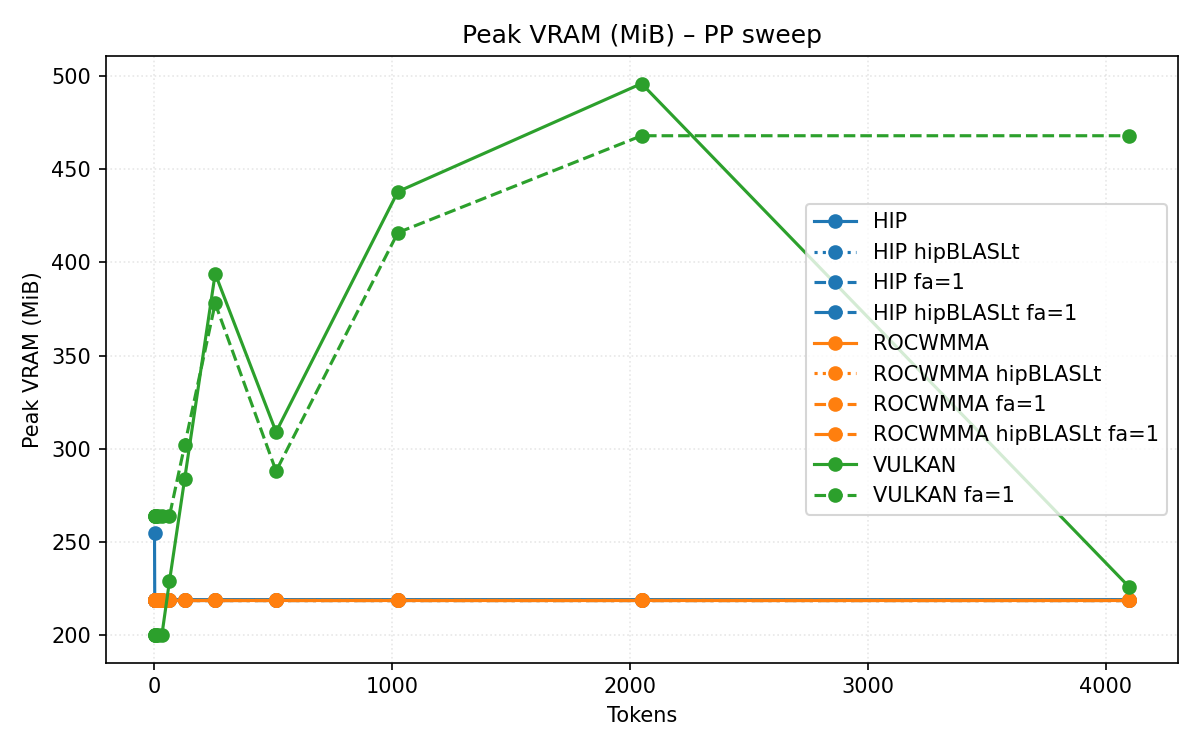 Peak VRAM (MiB) – PP sweep
500
450
400
350
300
250
200
Peak VRAM (MiB)
HIP
HIP hipBLASLt
HIP fa=1
HIP hipBLASLt fa=1
ROCWMMA
ROCWMMA hipBLASLt
ROCWMMA fa=1
ROCWMMA hipBLASLt fa=1
VULKAN
VULKAN fa=1
0 1000 2000 3000 4000
Tokens